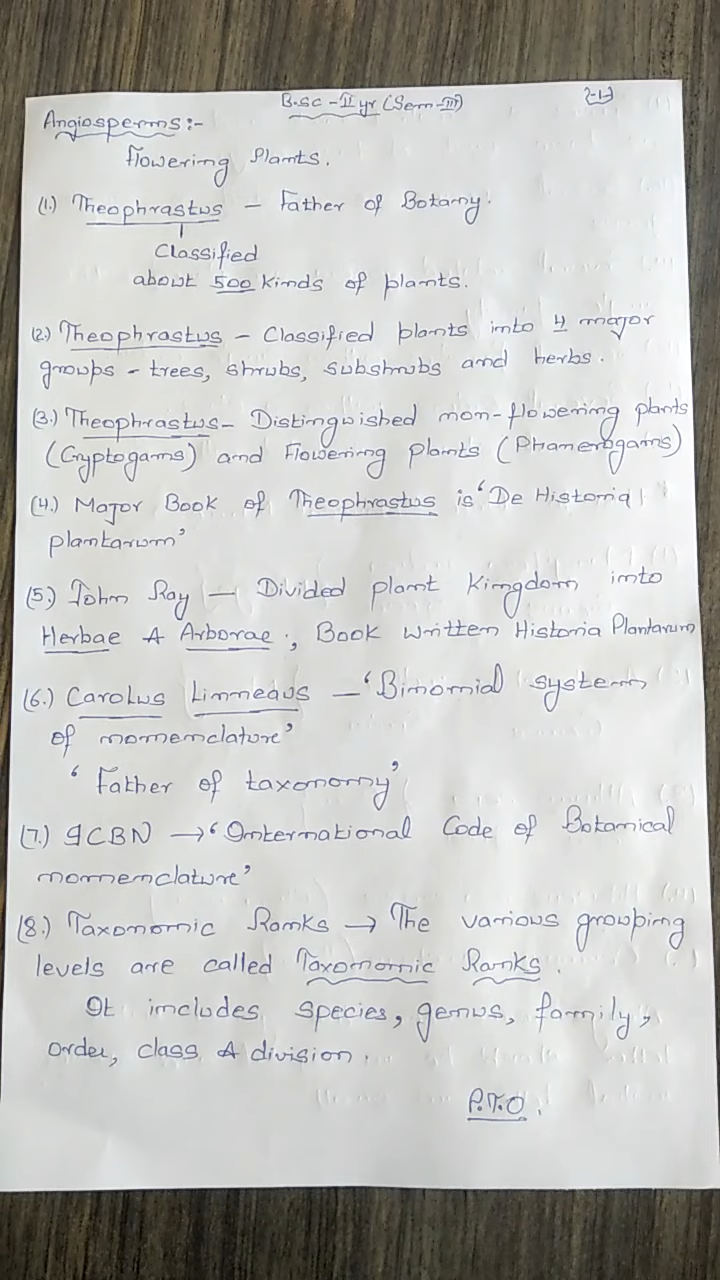 B.sc - II yr (Sem-III)
Angiosperms :-
Flowering Plants.
(1.) Theophrastus - Father of Botany.
Classified
about 500 kinds of plants.
(2.) Theophrastus - Classified plants into 4 major
groups - trees, shrubs, subshrubs and herbs.
(3.) Theophrastus - Distinguished non-flowering plants
(Cryptogams) and Flowering plants (Phanerogams)
(4.) Major Book of Theophrastus is 'De Historia
plantarum'
(5.) John Ray - Divided plant Kingdom into
Herbae & Arborae ., Book written Historia Plantarum
(6.) Carolus Linneaus - 'Binomial system
of nomenclature'
'Father of taxonomy'
(7.) ICBN → 'International Code of Botanical
nomenclature'
(8.) Taxonomic Ranks → The various grouping
levels are called Taxonomic Ranks.
It includes species, genus, family,
order, class & division.
P.T.O.